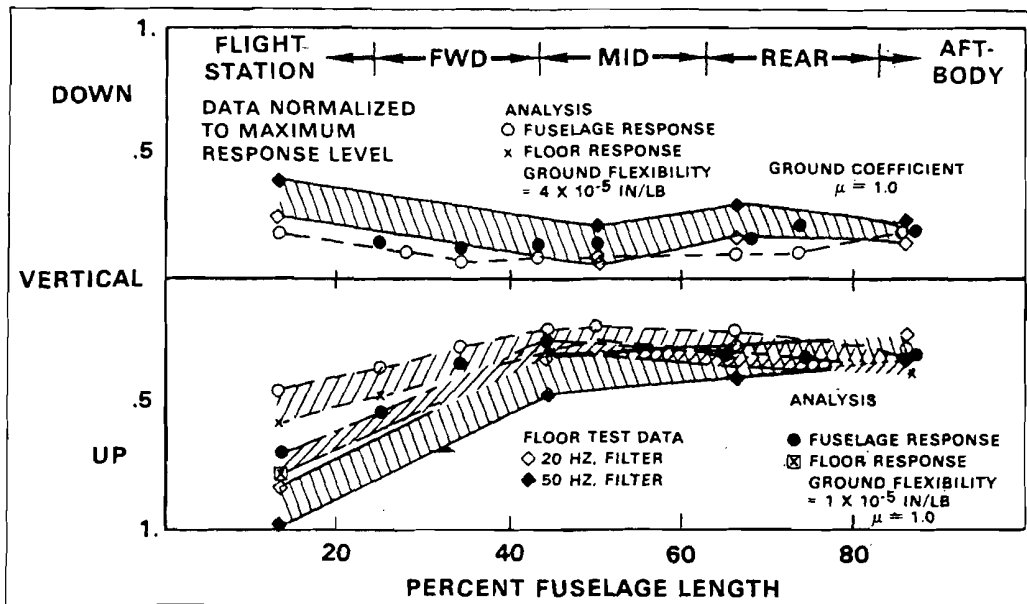 1.
FLIGHT-
STATION
FWD
MID
REAR
AFT-
BODY
DOWN
DATA NORMALIZED
TO MAXIMUM
RESPONSE LEVEL
.5
ANALYSIS
○ FUSELAGE RESPONSE
x FLOOR RESPONSE
GROUND FLEXIBILITY
= 4 X 10⁻⁵ IN/LB
GROUND COEFFICIENT
μ = 1.0
VERTICAL
.5
UP
FLOOR TEST DATA
◇ 20 HZ. FILTER
◆ 50 HZ. FILTER
ANALYSIS
● FUSELAGE RESPONSE
⊠ FLOOR RESPONSE
GROUND FLEXIBILITY
= 1 X 10⁻⁵ IN/LB
μ = 1.0
1.
20 40 60 80
PERCENT FUSELAGE LENGTH